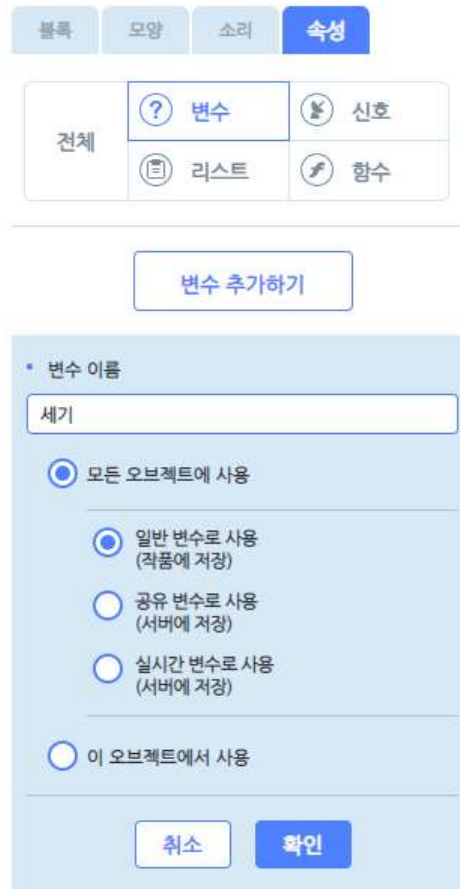 블록 모양 소리 속성
전체
변수 신호
리스트 함수
변수 추가하기
변수 이름
세기
모든 오브젝트에 사용
일반 변수로 사용
(작품에 저장)
공유 변수로 사용
(서버에 저장)
실시간 변수로 사용
(서버에 저장)
이 오브젝트에서 사용
취소 확인